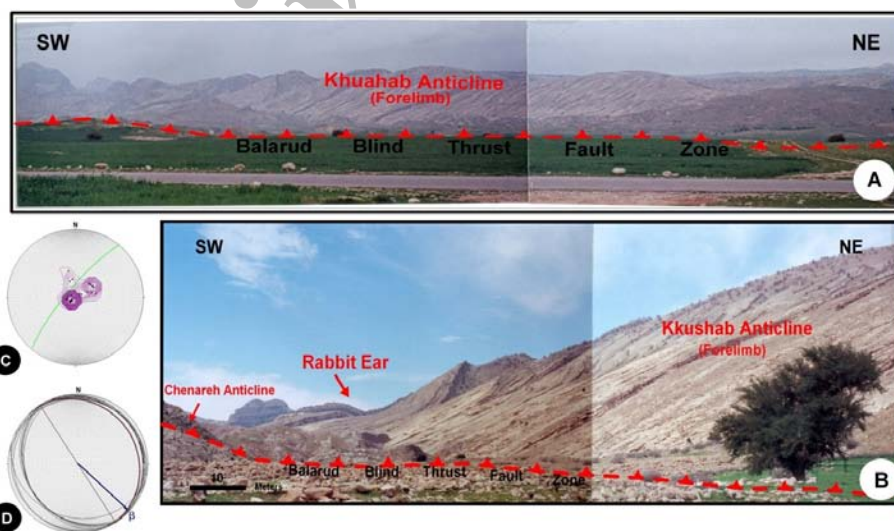 SW NE
Khuahab Anticline
(Forelimb)
Balarud Blind Thrust Fault Zone
A
N
C
N
β
D
SW NE
Kkushab Anticline
(Forelimb)
Rabbit Ear
Chenareh Anticline
Balarud Blind Thrust Fault Zone
10 Meters
B